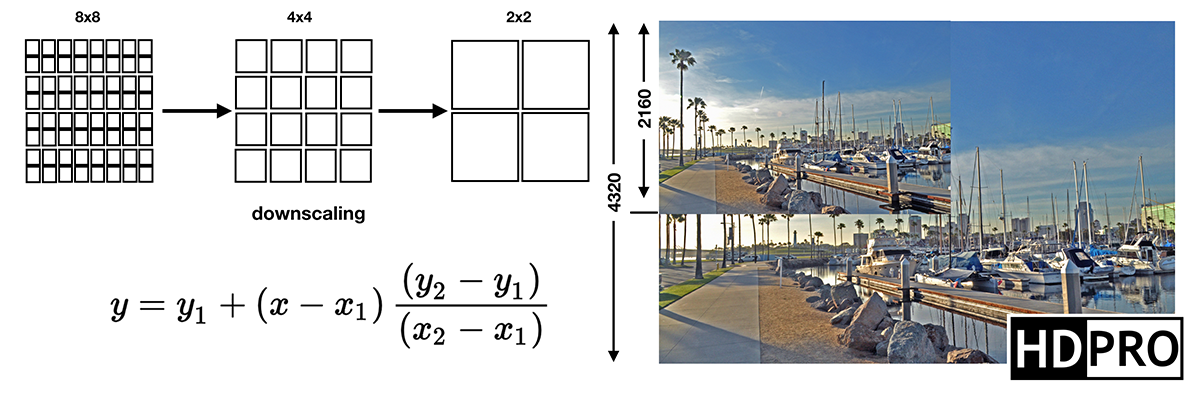 8x8 4x4 2x2
downscaling
y = y₁ + (x − x₁) (y₂ − y₁) / (x₂ − x₁)
4320
2160
HDPRO